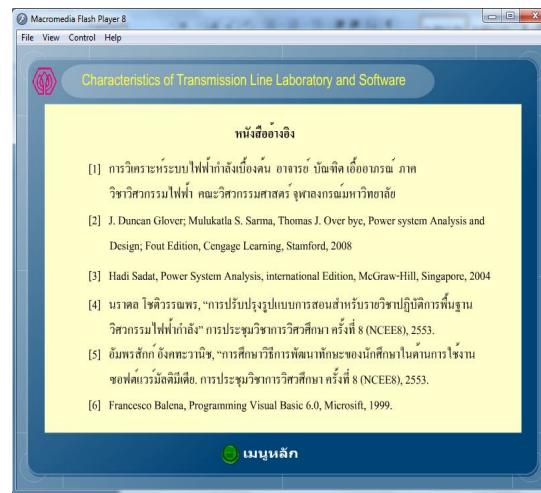 Macromedia Flash Player 8
File View Control Help
Characteristics of Transmission Line Laboratory and Software
หนังสืออ้างอิง
[1] การวิเคราะห์ระบบไฟฟ้ากำลังเบื้องต้น อาจารย์ บัณฑิต เอื้ออาภรณ์ ภาค
วิชาวิศวกรรมไฟฟ้า คณะวิศวกรรมศาสตร์ จุฬาลงกรณ์มหาวิทยาลัย
[2] J. Duncan Glover; Mulukatla S. Sarma, Thomas J. Over bye, Power system Analysis and
Design; Fout Edition, Cengage Learning, Stamford, 2008
[3] Hadi Sadat, Power System Analysis, international Edition, McGraw-Hill, Singapore, 2004
[4] นราดล โชติวรรณพร, “การปรับปรุงรูปแบบการสอนสำหรับรายวิชาปฏิบัติการพื้นฐาน
วิศวกรรมไฟฟ้ากำลัง” การประชุมวิชาการวิศวศึกษา ครั้งที่ 8 (NCEE8), 2553.
[5] อัมพรสักก์ อังคทะวานิช, “การศึกษาวิธีการพัฒนาทักษะของนักศึกษาในด้านการใช้งาน
ซอฟต์แวร์มัลติมีเดีย. การประชุมวิชาการวิศวศึกษา ครั้งที่ 8 (NCEE8), 2553.
[6] Francesco Balena, Programming Visual Basic 6.0, Microsift, 1999.
เมนูหลัก